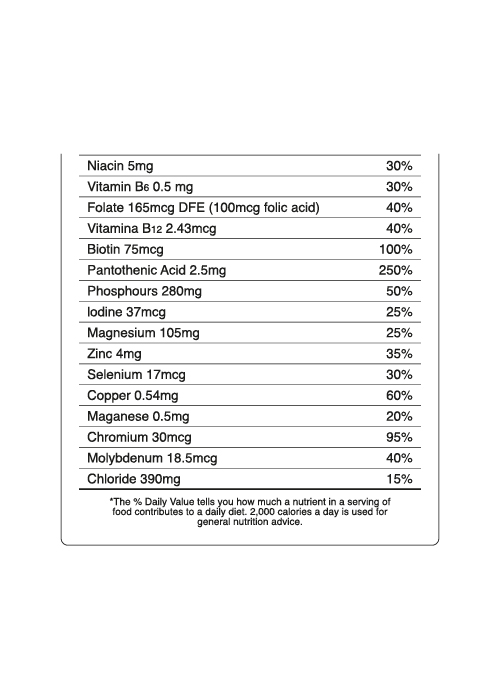 Niacin 5mg 30%
Vitamin B6 0.5 mg 30%
Folate 165mcg DFE (100mcg folic acid) 40%
Vitamina B12 2.43mcg 40%
Biotin 75mcg 100%
Pantothenic Acid 2.5mg 250%
Phosphours 280mg 50%
Iodine 37mcg 25%
Magnesium 105mg 25%
Zinc 4mg 35%
Selenium 17mcg 30%
Copper 0.54mg 60%
Maganese 0.5mg 20%
Chromium 30mcg 95%
Molybdenum 18.5mcg 40%
Chloride 390mg 15%
*The % Daily Value tells you how much a nutrient in a serving of
food contributes to a daily diet. 2,000 calories a day is used for
general nutrition advice.